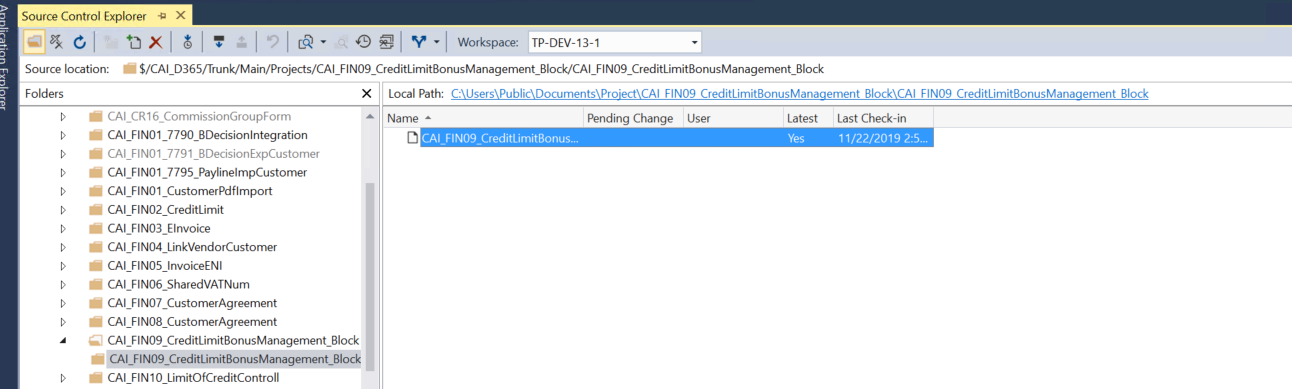 Application Explorer
Source Control Explorer
Workspace: TP-DEV-13-1
Source location: $/CAI_D365/Trunk/Main/Projects/CAI_FIN09_CreditLimitBonusManagement_Block/CAI_FIN09_CreditLimitBonusManagement_Block
Folders
Local Path: C:\Users\Public\Documents\Project\CAI_FIN09_CreditLimitBonusManagement_Block\CAI_FIN09_CreditLimitBonusManagement_Block
Name Pending Change User Latest Last Check-in
CAI_FIN09_CreditLimitBonus... Yes 11/22/2019 2:5...
CAI_CR16_CommissionGroupForm
CAI_FIN01_7790_BDecisionIntegration
CAI_FIN01_7791_BDecisionExpCustomer
CAI_FIN01_7795_PaylineImpCustomer
CAI_FIN01_CustomerPdfImport
CAI_FIN02_CreditLimit
CAI_FIN03_EInvoice
CAI_FIN04_LinkVendorCustomer
CAI_FIN05_InvoiceENI
CAI_FIN06_SharedVATNum
CAI_FIN07_CustomerAgreement
CAI_FIN08_CustomerAgreement
CAI_FIN09_CreditLimitBonusManagement_Block
CAI_FIN09_CreditLimitBonusManagement_Block
CAI_FIN10_LimitOfCreditControll